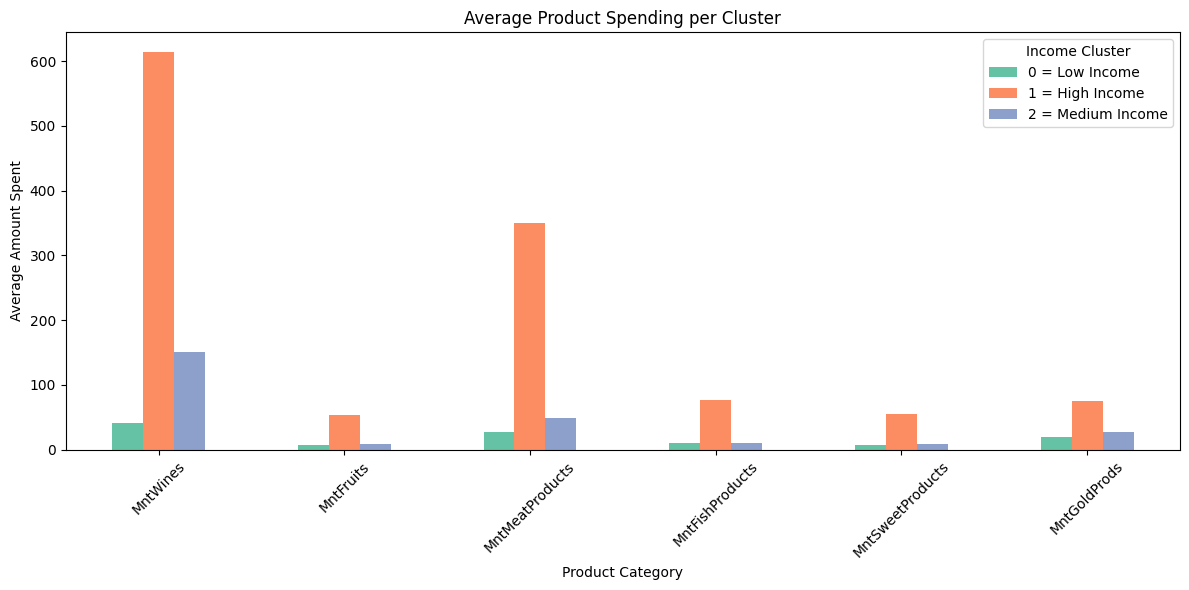 Average Product Spending per Cluster
Income Cluster
0 = Low Income
1 = High Income
2 = Medium Income
Average Amount Spent
600
500
400
300
200
100
0
MntWines
MntFruits
MntMeatProducts
MntFishProducts
MntSweetProducts
MntGoldProds
Product Category